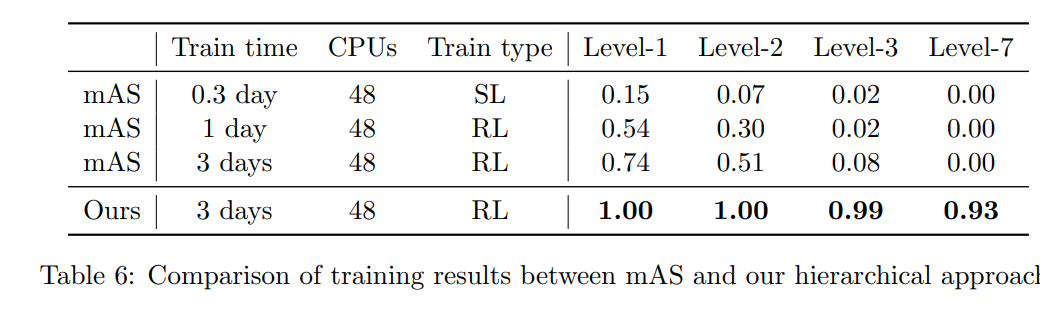 Train time CPUs Train type Level-1 Level-2 Level-3 Level-7
mAS 0.3 day 48 SL 0.15 0.07 0.02 0.00
mAS 1 day 48 RL 0.54 0.30 0.02 0.00
mAS 3 days 48 RL 0.74 0.51 0.08 0.00
Ours 3 days 48 RL 1.00 1.00 0.99 0.93
Table 6: Comparison of training results between mAS and our hierarchical approach